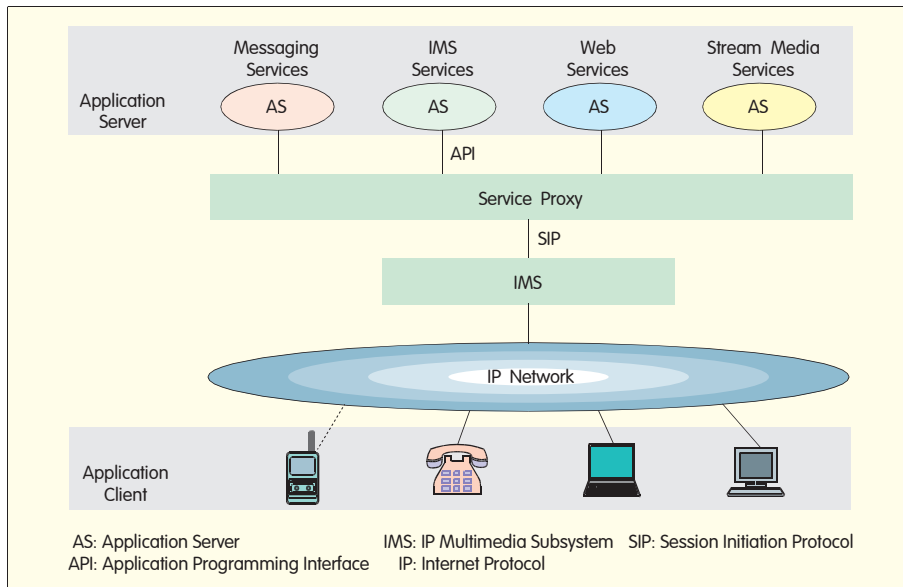 Messaging Services
IMS Services
Web Services
Stream Media Services
Application Server
AS
AS
AS
AS
API
Service Proxy
SIP
IMS
IP Network
Application Client
AS: Application Server
IMS: IP Multimedia Subsystem
SIP: Session Initiation Protocol
API: Application Programming Interface
IP: Internet Protocol